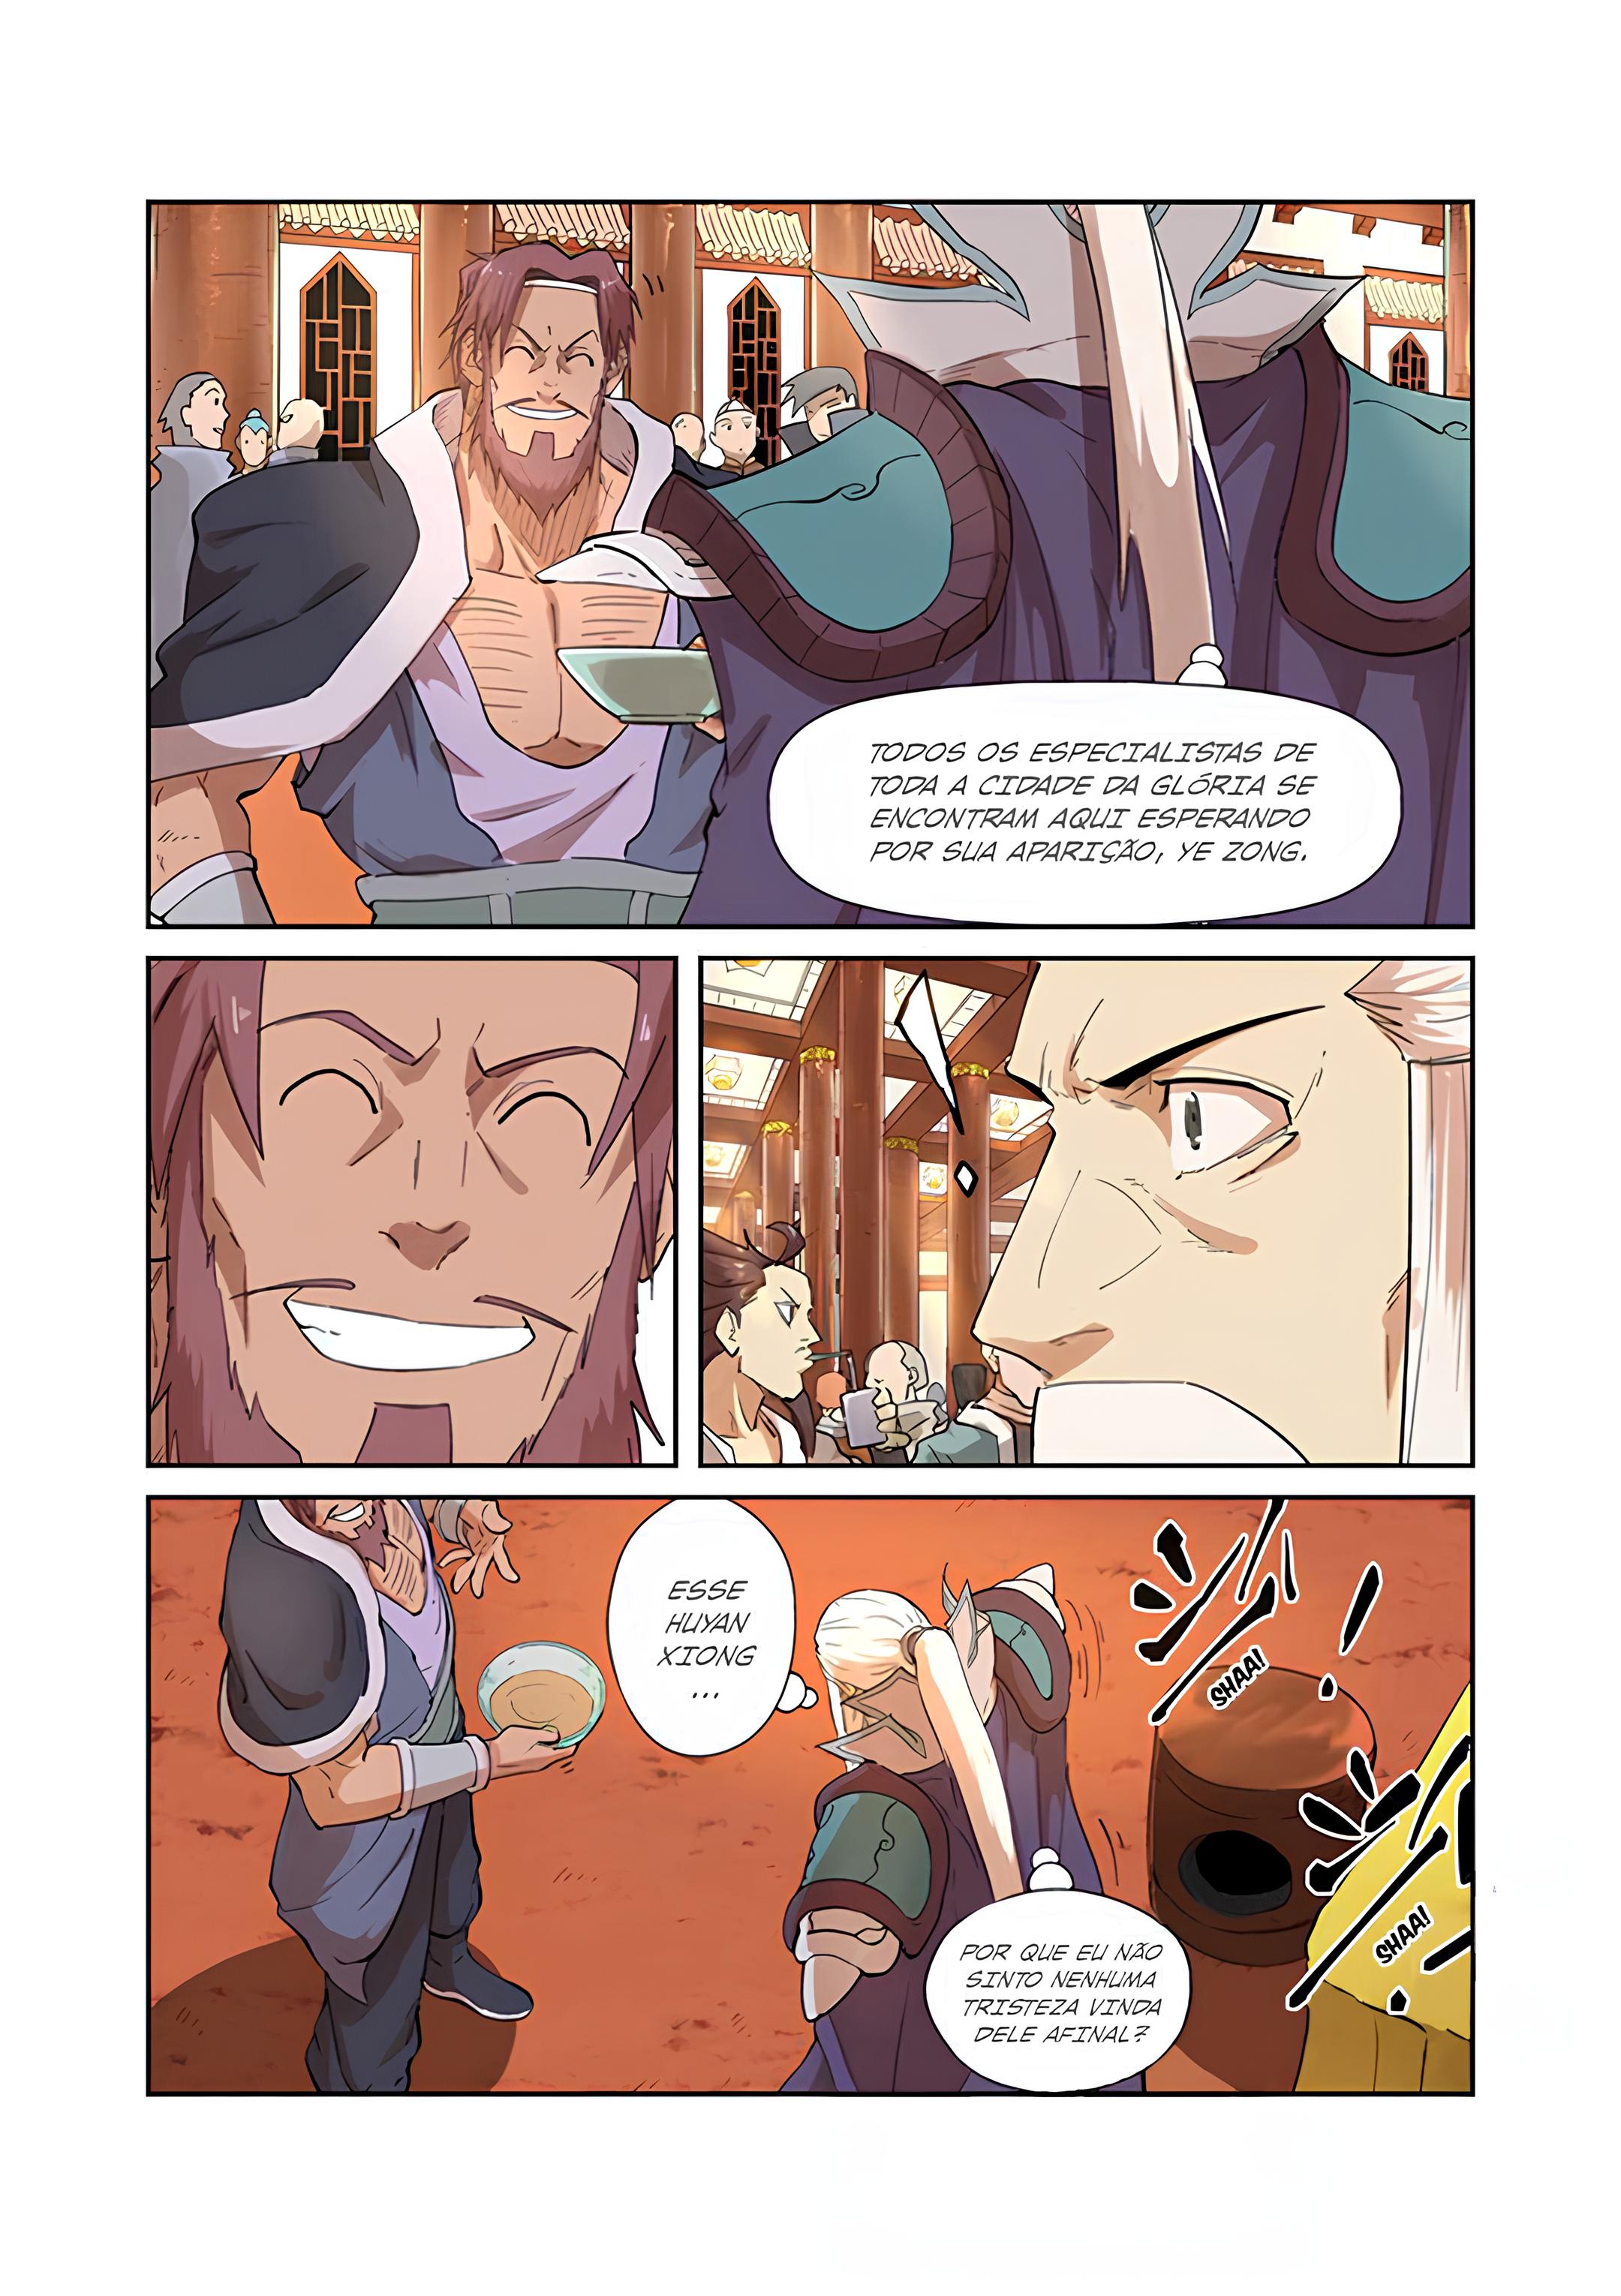 TODOS OS ESPECIALISTAS DE
TODA A CIDADE DA GLÓRIA SE
ENCONTRAM AQUI ESPERANDO
POR SUA APARIÇÃO, YE ZONG.
ESSE
HUYAN
XIONG
...
SHAA!
SHAA!
POR QUE EU NÃO
SINTO NENHUMA
TRISTEZA VINDA
DELE AFINAL?